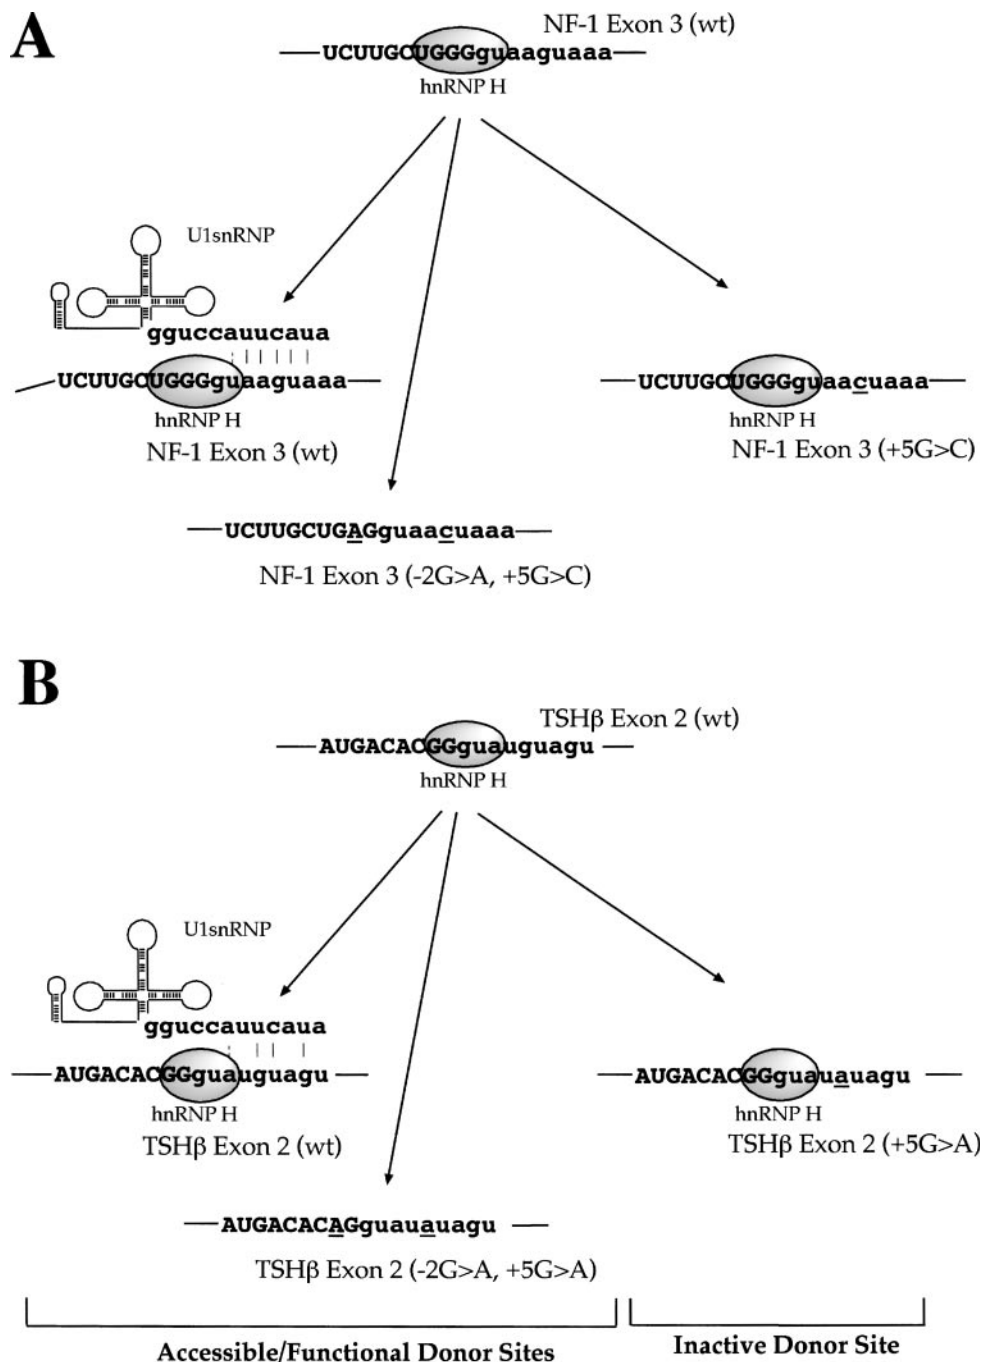 A
NF-1 Exon 3 (wt)
UCUUGCUGGGguaaguaaa
hnRNP H
U1snRNP
gguccauucaua
UCUUGCUGGGguaaguaaa
hnRNP H
NF-1 Exon 3 (wt)
UCUUGCUGGGguaacuaaa
hnRNP H
NF-1 Exon 3 (+5G>C)
UCUUGCUGAGguaacuaaa
NF-1 Exon 3 (-2G>A, +5G>C)
B
TSHβ Exon 2 (wt)
AUGACACGGguauguagu
hnRNP H
U1snRNP
gguccauucaua
AUGACACGGguauguagu
hnRNP H
TSHβ Exon 2 (wt)
AUGACACGGguauauagu
hnRNP H
TSHβ Exon 2 (+5G>A)
AUGACACAGguauauagu
TSHβ Exon 2 (-2G>A, +5G>A)
Accessible/Functional Donor Sites
Inactive Donor Site